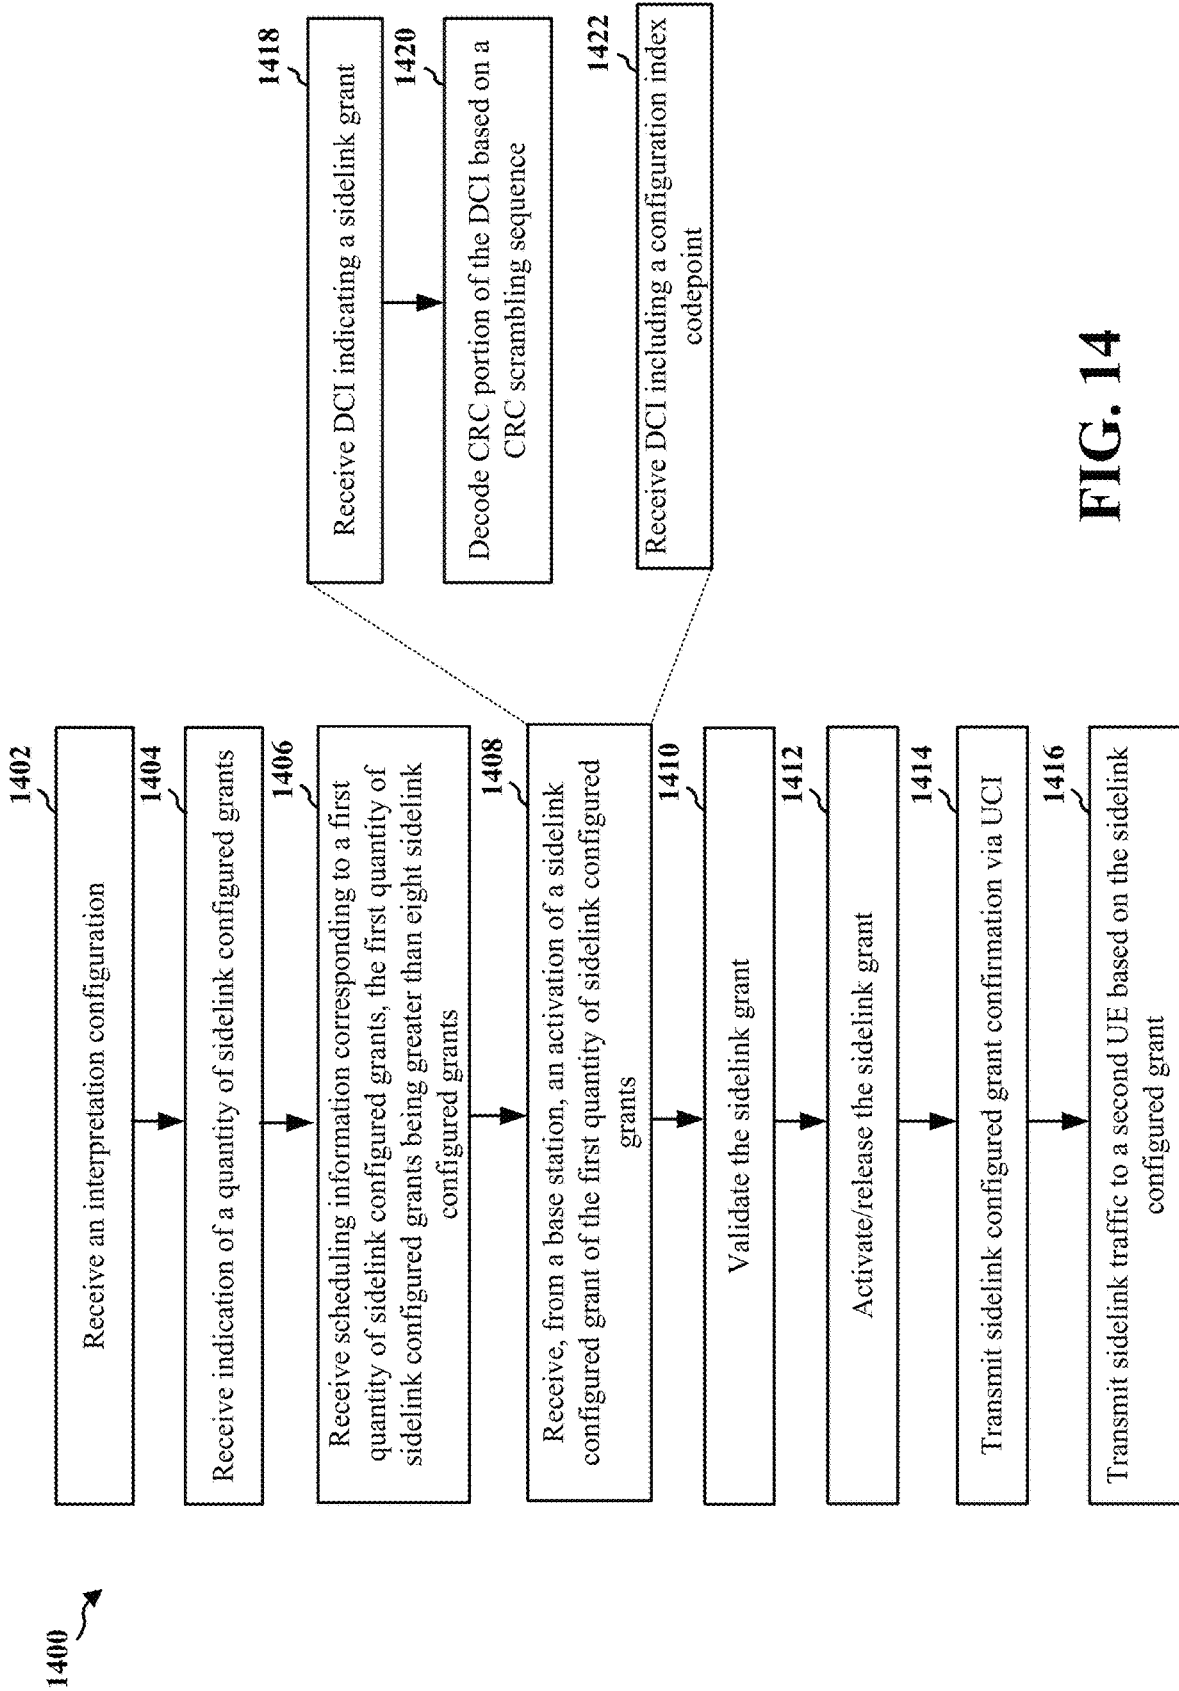 1400
1402
Receive an interpretation configuration
1404
Receive indication of a quantity of sidelink configured grants
1406
Receive scheduling information corresponding to a first
quantity of sidelink configured grants, the first quantity of
sidelink configured grants being greater than eight sidelink
configured grants
1408
Receive, from a base station, an activation of a sidelink
configured grant of the first quantity of sidelink configured
grants
1410
Validate the sidelink grant
1412
Activate/release the sidelink grant
1414
Transmit sidelink configured grant confirmation via UCI
1416
Transmit sidelink traffic to a second UE based on the sidelink
configured grant
1418
Receive DCI indicating a sidelink grant
1420
Decode CRC portion of the DCI based on a
CRC scrambling sequence
1422
Receive DCI including a configuration index
codepoint
FIG. 14